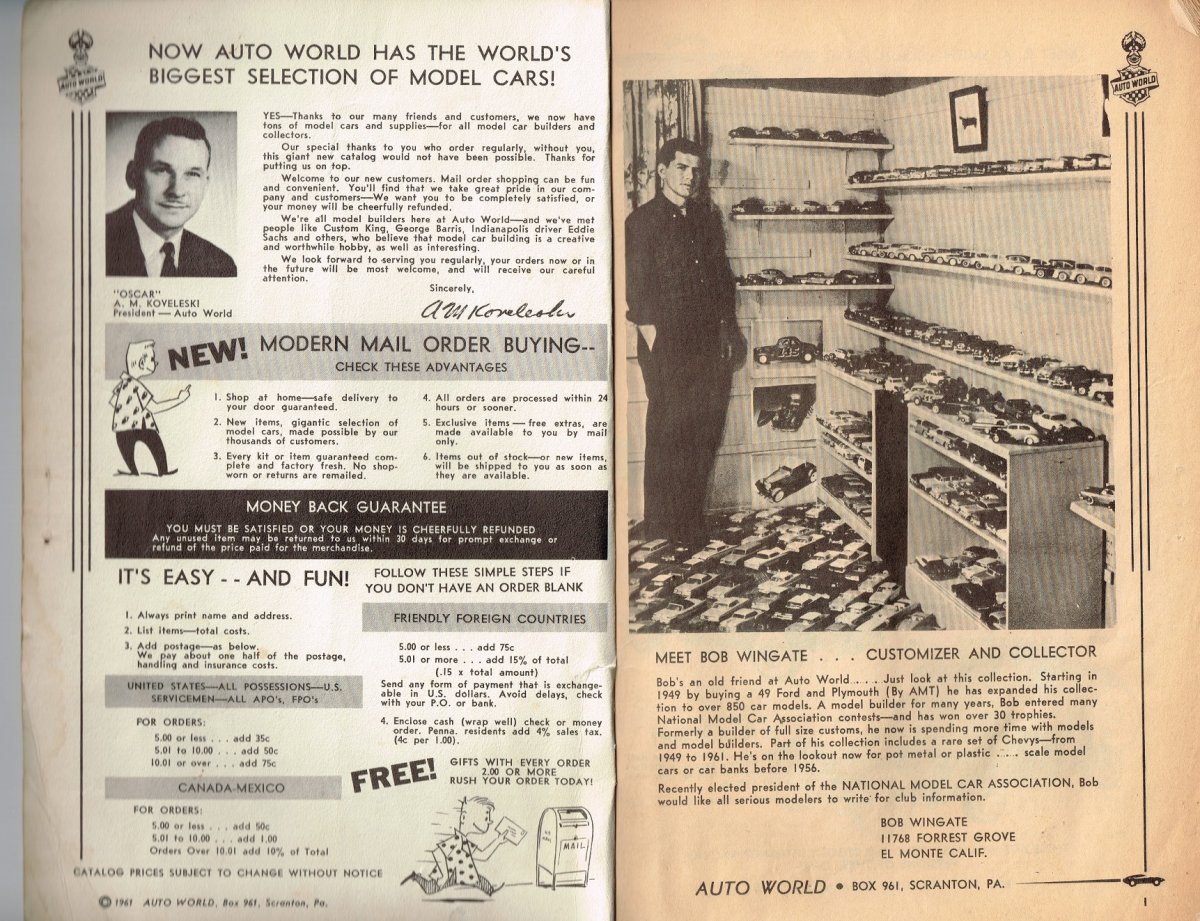 AUTO WORLD
NOW AUTO WORLD HAS THE WORLD'S
BIGGEST SELECTION OF MODEL CARS!
YES—Thanks to our many friends and customers, we now have
tons of model cars and supplies—for all model car builders and
collectors.
Our special thanks to you who order regularly, without you,
this giant new catalog would not have been possible. Thanks for
putting us on top.
Welcome to our new customers. Mail order shopping can be fun
and convenient. You'll find that we take great pride in our com-
pany and customers—We want you to be completely satisfied, or
your money will be cheerfully refunded.
We're all model builders here at Auto World—and we've met
people like Custom King, George Barris, Indianapolis driver Eddie
Sachs and others, who believe that model car building is a creative
and worthwhile hobby, as well as interesting.
We look forward to serving you regularly, your orders now or in
the future will be most welcome, and will receive our careful
attention.
Sincerely,
A M Koveleski
"OSCAR"
A. M. KOVELESKI
President — Auto World
NEW! MODERN MAIL ORDER BUYING--
CHECK THESE ADVANTAGES
1. Shop at home—safe delivery to
your door guaranteed.
2. New items, gigantic selection of
model cars, made possible by our
thousands of customers.
3. Every kit or item guaranteed com-
plete and factory fresh. No shop-
worn or returns are remailed.
4. All orders are processed within 24
hours or sooner.
5. Exclusive items — free extras, are
made available to you by mail
only.
6. Items out of stock—or new items,
will be shipped to you as soon as
they are available.
MONEY BACK GUARANTEE
YOU MUST BE SATISFIED OR YOUR MONEY IS CHEERFULLY REFUNDED
Any unused item may be returned to us within 30 days for prompt exchange or
refund of the price paid for the merchandise.
IT'S EASY -- AND FUN!
FOLLOW THESE SIMPLE STEPS IF
YOU DON'T HAVE AN ORDER BLANK
1. Always print name and address.
2. List items—total costs.
3. Add postage—as below.
We pay about one half of the postage,
handling and insurance costs.
UNITED STATES—ALL POSSESSIONS—U.S.
SERVICEMEN—ALL APO's, FPO's
FOR ORDERS:
5.00 or less . . . add 35c
5.01 to 10.00 . . . add 50c
10.01 or over . . . add 75c
CANADA-MEXICO
FOR ORDERS:
5.00 or less . . . add 50c
5.01 to 10.00 . . . add 1.00
Orders Over 10.01 add 10% of Total
FRIENDLY FOREIGN COUNTRIES
5.00 or less . . . add 75c
5.01 or more . . . add 15% of total
(.15 x total amount)
Send any form of payment that is exchange-
able in U.S. dollars. Avoid delays, check
with your P.O. or bank.
4. Enclose cash (wrap well) check or money
order. Penna. residents add 4% sales tax.
(4c per 1.00).
FREE!
GIFTS WITH EVERY ORDER
2.00 OR MORE
RUSH YOUR ORDER TODAY!
MAIL
CATALOG PRICES SUBJECT TO CHANGE WITHOUT NOTICE
© 1961 AUTO WORLD, Box 961, Scranton, Pa.
AUTO WORLD
MEET BOB WINGATE . . . CUSTOMIZER AND COLLECTOR
Bob's an old friend at Auto World . . . . Just look at this collection. Starting in
1949 by buying a 49 Ford and Plymouth (By AMT) he has expanded his collec-
tion to over 850 car models. A model builder for many years, Bob entered many
National Model Car Association contests—and has won over 30 trophies.
Formerly a builder of full size customs, he now is spending more time with models
and model builders. Part of his collection includes a rare set of Chevys—from
1949 to 1961. He's on the lookout now for pot metal or plastic . . . . scale model
cars or car banks before 1956.
Recently elected president of the NATIONAL MODEL CAR ASSOCIATION, Bob
would like all serious modelers to write for club information.
BOB WINGATE
11768 FORREST GROVE
EL MONTE CALIF.
AUTO WORLD • BOX 961, SCRANTON, PA.
1